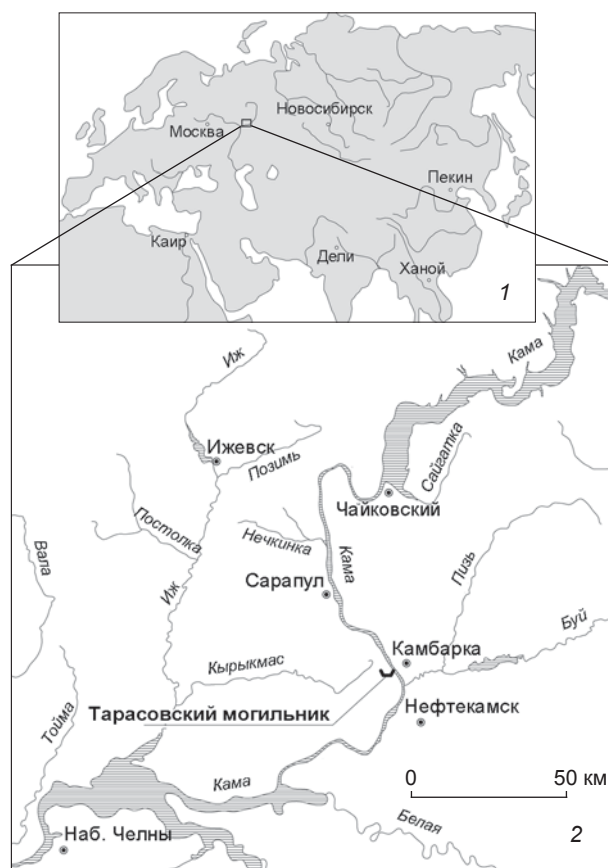 Москва
Новосибирск
Пекин
Каир
Дели
Ханой
1
Кама
Иж
Ижевск
Позимь
Сайгатка
Чайковский
Постолка
Нечкинка
Кама
Вала
Сарапул
Иж
Пизь
Буй
Камбарка
Кырыкмас
Тарасовский могильник
Нефтекамск
Тойма
0 50 км
Кама
Белая
Наб. Челны
2